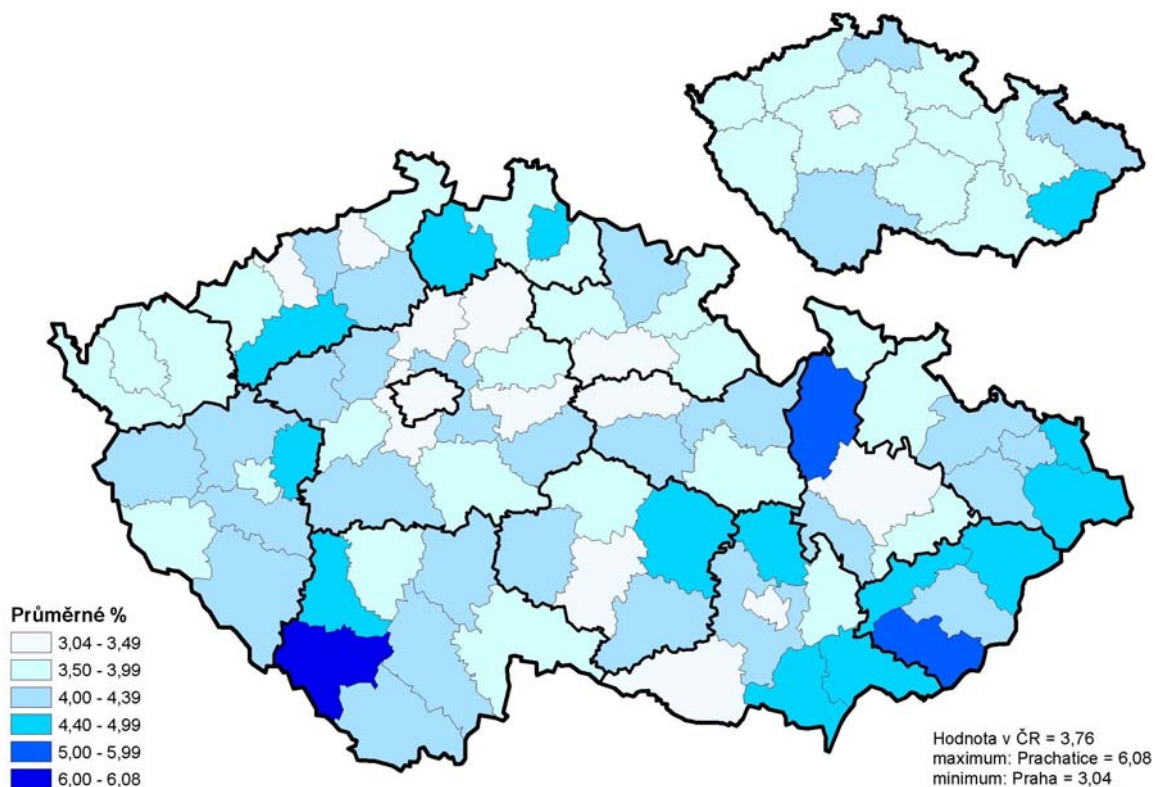 Průměrné %
3,04 - 3,49
3,50 - 3,99
4,00 - 4,39
4,40 - 4,99
5,00 - 5,99
6,00 - 6,08
Hodnota v ČR = 3,76
maximum: Prachatice = 6,08
minimum: Praha = 3,04